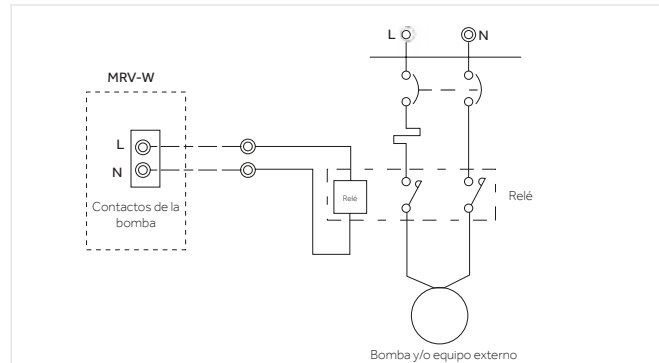 L
N
MRV-W
L
N
Contactos de la
bomba
Relé
Relé
Bomba y/o equipo externo